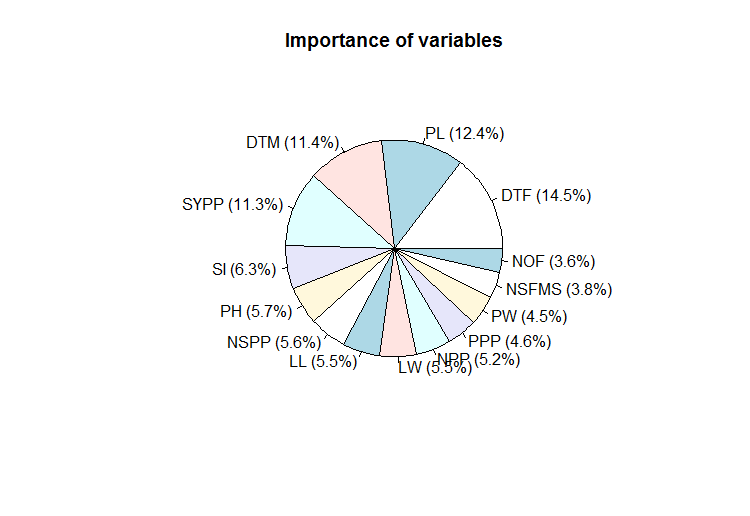 Importance of variables
PL (12.4%)
DTM (11.4%)
DTF (14.5%)
SYPP (11.3%)
NOF (3.6%)
SI (6.3%)
NSFMS (3.8%)
PH (5.7%)
PW (4.5%)
NSPP (5.6%)
PPP (4.6%)
LL (5.5%)
NPP (5.2%)
LW (5.5%)